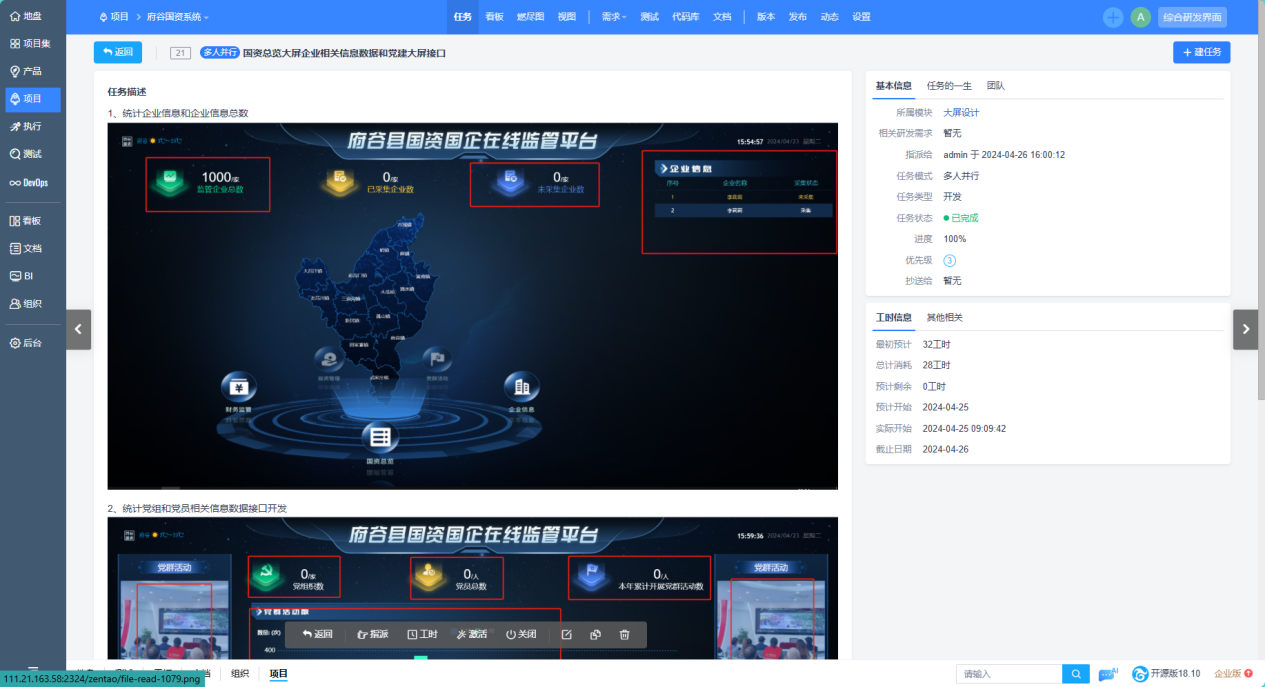 地盘
项目集
产品
项目
执行
测试
DevOps
看板
文档
BI
组织
后台
项目 > 府谷国资系统
任务 看板 燃尽图 视图 需求 测试 代码库 文档 版本 发布 动态 设置
A 综合研发界面
返回 21 多人并行 国资总览大屏企业相关信息数据和党建大屏接口
+ 建任务
任务描述
1、统计企业信息和企业信息总数
府谷县国资国企在线监管平台
15:54:57 2024/04/23 星期二
1000/家
监管企业总数
0/家
已采集企业数
0/家
未采集企业数
企业信息
序号 企业名称 采集状态
1
2
财务监管
企业信息
国资总览
2、统计党组和党员相关信息数据接口开发
府谷县国资国企在线监管平台
15:59:36 2024/04/23 星期二
党群活动
0/家
党组织数
0/人
党员总数
0/人
本年累计开展党群活动数
党群活动
数量: (次)
400
返回 指派 工时 激活 关闭
基本信息 任务的一生 团队
所属模块 大屏设计
相关研发需求 暂无
指派给 admin 于 2024-04-26 16:00:12
任务模式 多人并行
任务类型 开发
任务状态 已完成
进度 100%
优先级 3
抄送给 暂无
工时信息 其他相关
最初预计 32工时
总计消耗 28工时
预计剩余 0工时
预计开始 2024-04-25
实际开始 2024-04-25 09:09:42
截止日期 2024-04-26
组织 项目
请输入
AI
开源版18.10 企业版
111.21.163.58:2324/zentao/file-read-1079.png